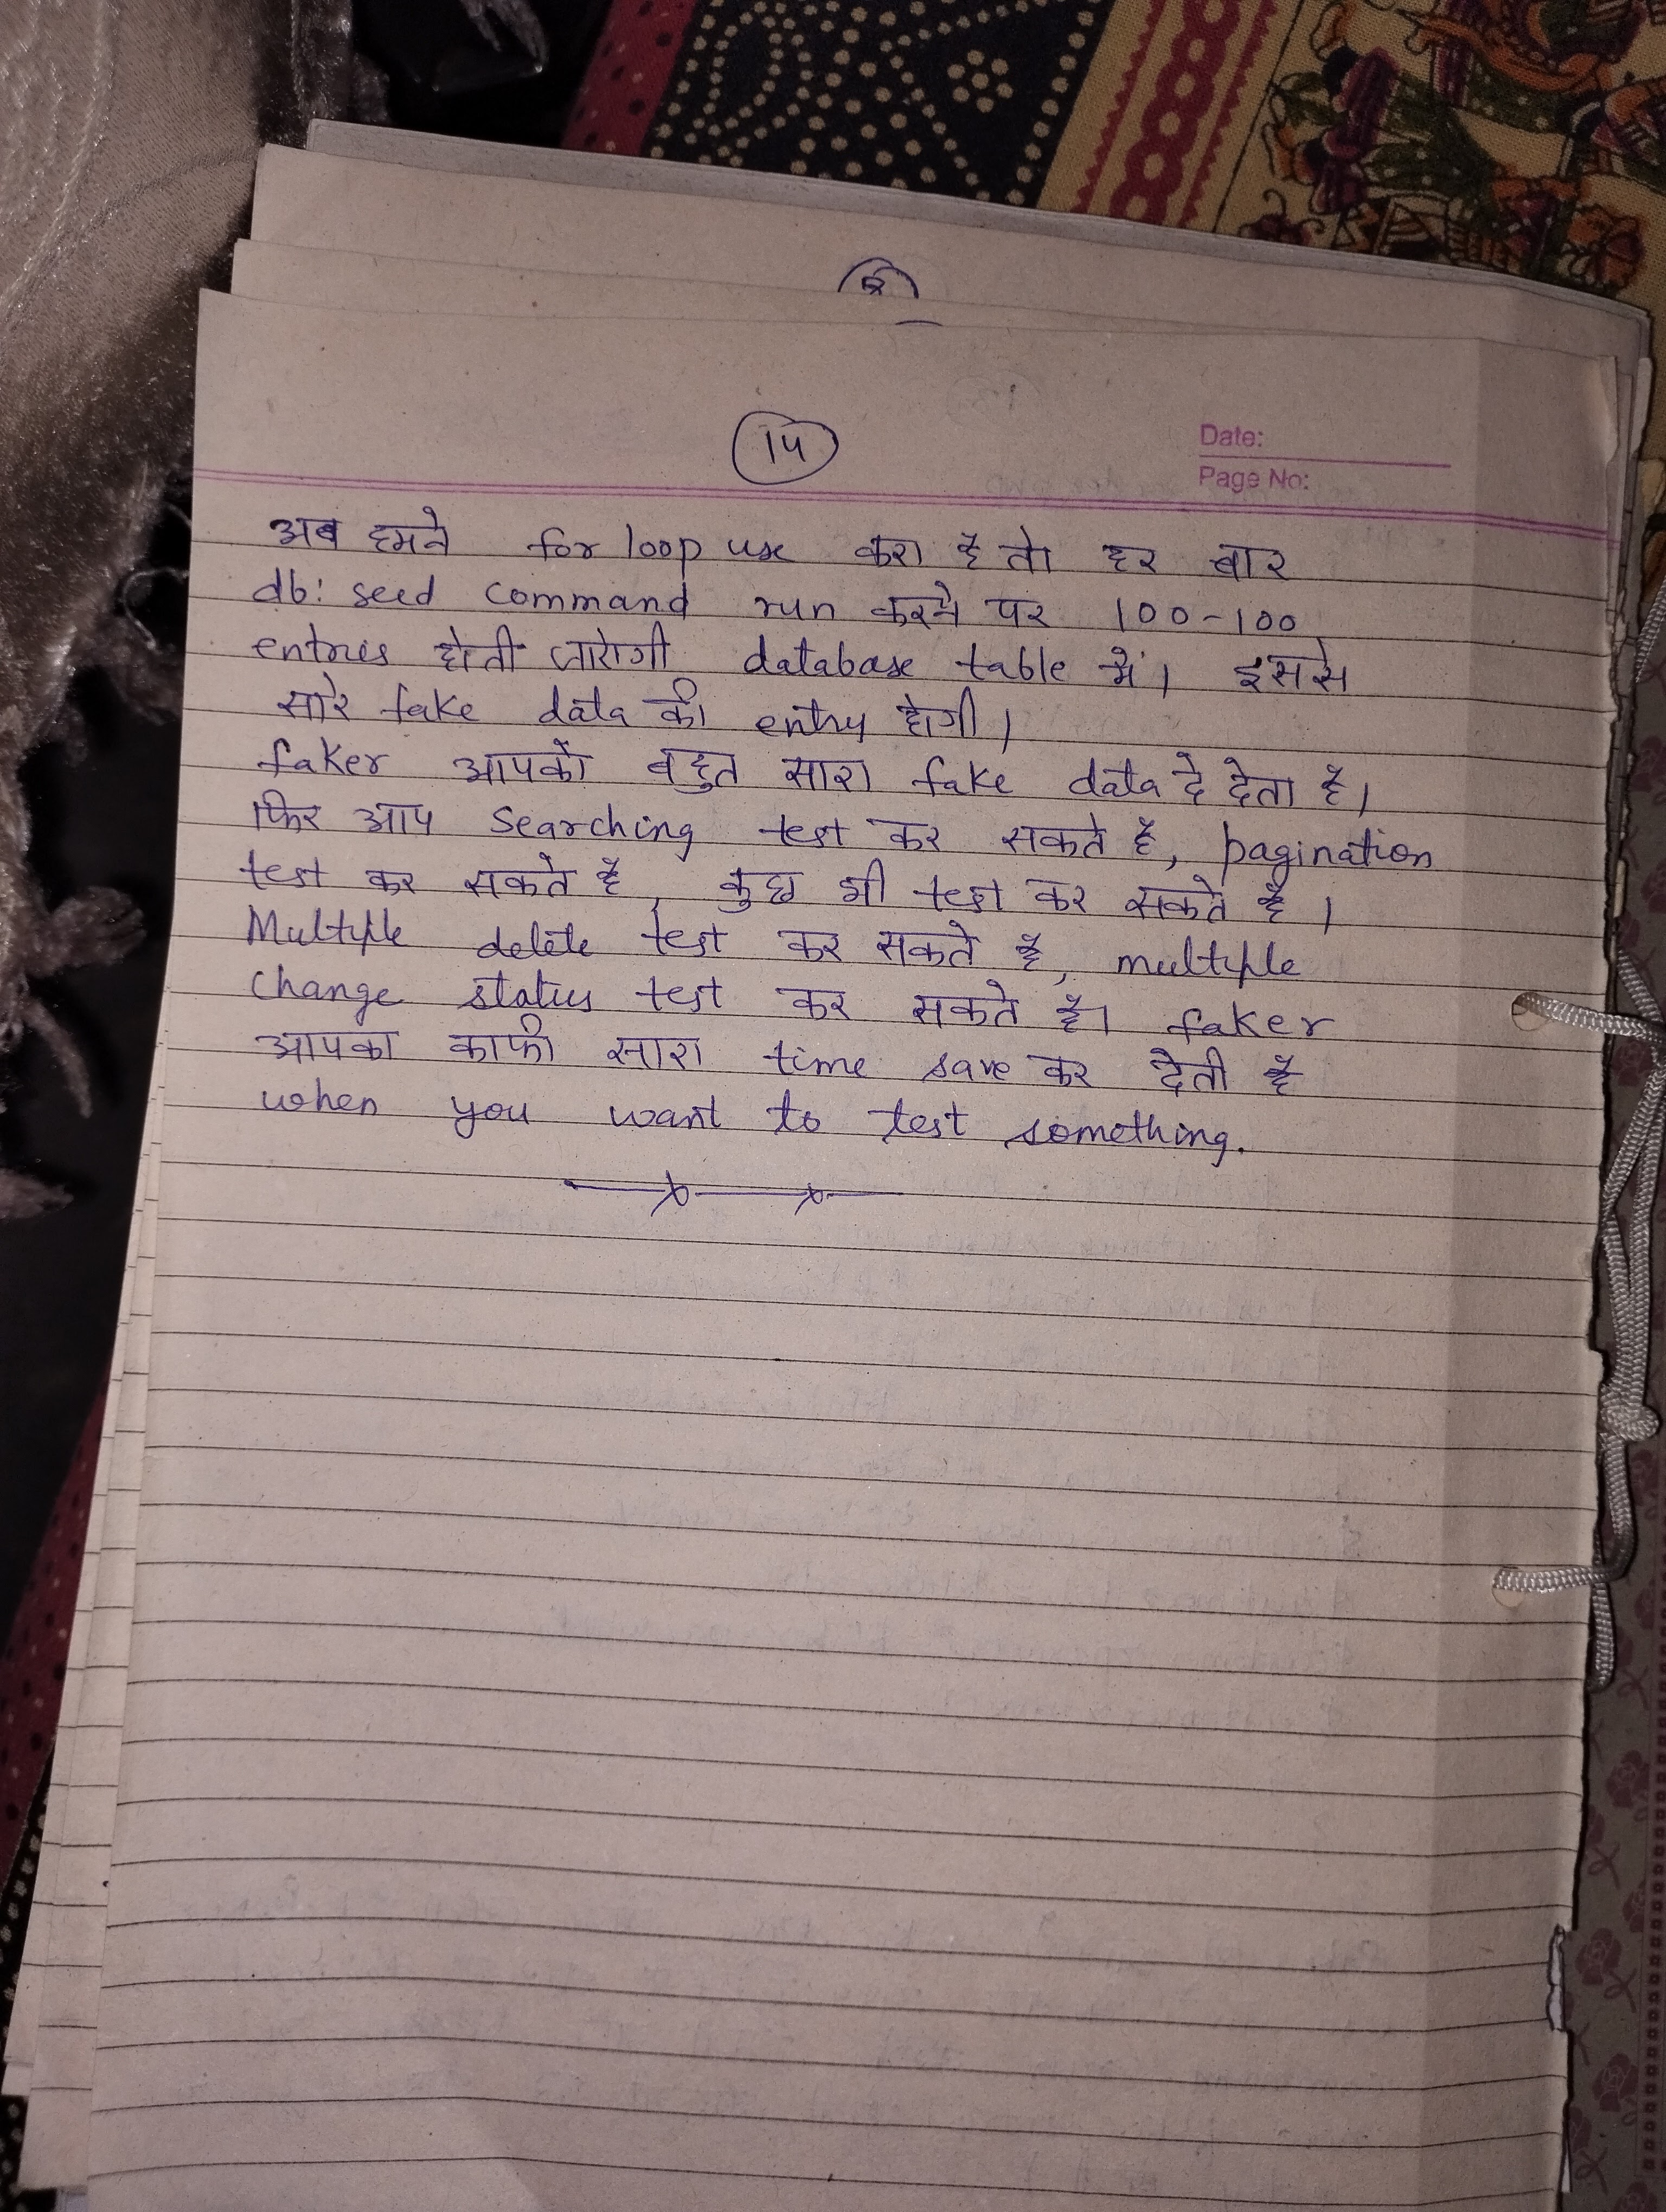 14
Date:
Page No:
अब हमने for loop use करा है तो हर बार
db: seed command run करने पर 100-100
entries होती जाएगी database table में। इससे
सारे fake data की entry होगी।
faker आपको बहुत सारा fake data दे देता है।
फिर आप searching test कर सकते है, pagination
test कर सकते है, कुछ भी test कर सकते है।
Multiple delete test कर सकते है, multiple
change status test कर सकते है। faker
आपका काफी सारा time save कर देती है
when you want to test something.